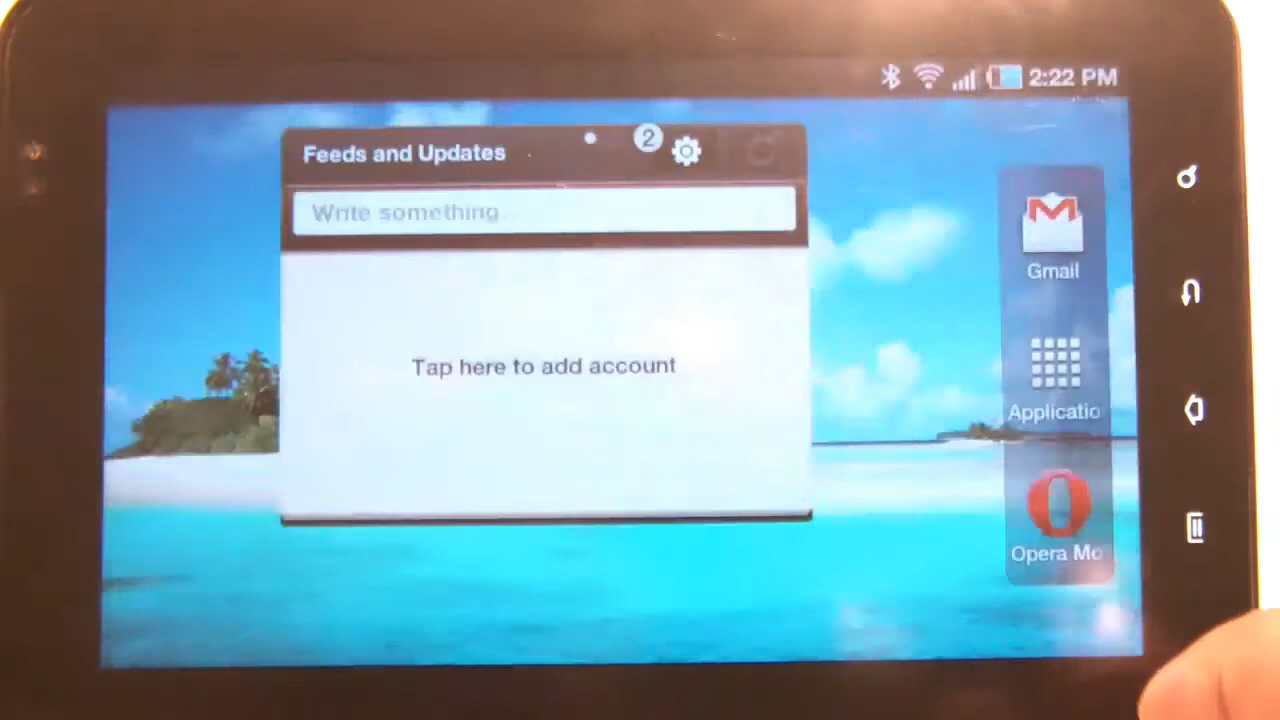 2:22 PM
2
Feeds and Updates
Write something...
Gmail
Tap here to add account
Applicatio
Opera Mo